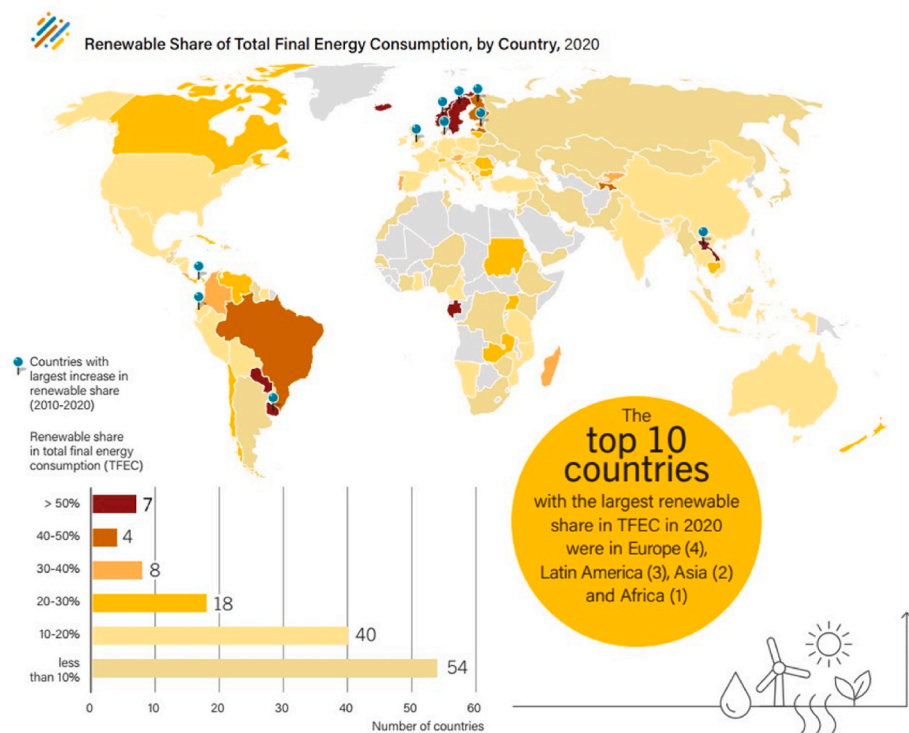 Renewable Share of Total Final Energy Consumption, by Country, 2020
Countries with
largest increase in
renewable share
(2010-2020)
Renewable share
in total final energy
consumption (TFEC)
> 50%
7
40-50%
4
30-40%
8
20-30%
18
10-20%
40
less
than 10%
54
0 10 20 30 40 50 60
Number of countries
The
top 10
countries
with the largest renewable
share in TFEC in 2020
were in Europe (4),
Latin America (3), Asia (2)
and Africa (1)